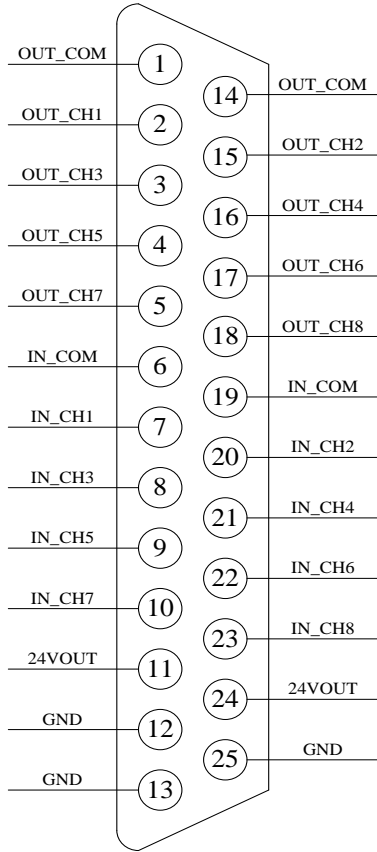 OUT_COM 1
14 OUT_COM
OUT_CH1 2
15 OUT_CH2
OUT_CH3 3
16 OUT_CH4
OUT_CH5 4
17 OUT_CH6
OUT_CH7 5
18 OUT_CH8
IN_COM 6
19 IN_COM
IN_CH1 7
20 IN_CH2
IN_CH3 8
21 IN_CH4
IN_CH5 9
22 IN_CH6
IN_CH7 10
23 IN_CH8
24VOUT 11
24 24VOUT
GND 12
25 GND
GND 13